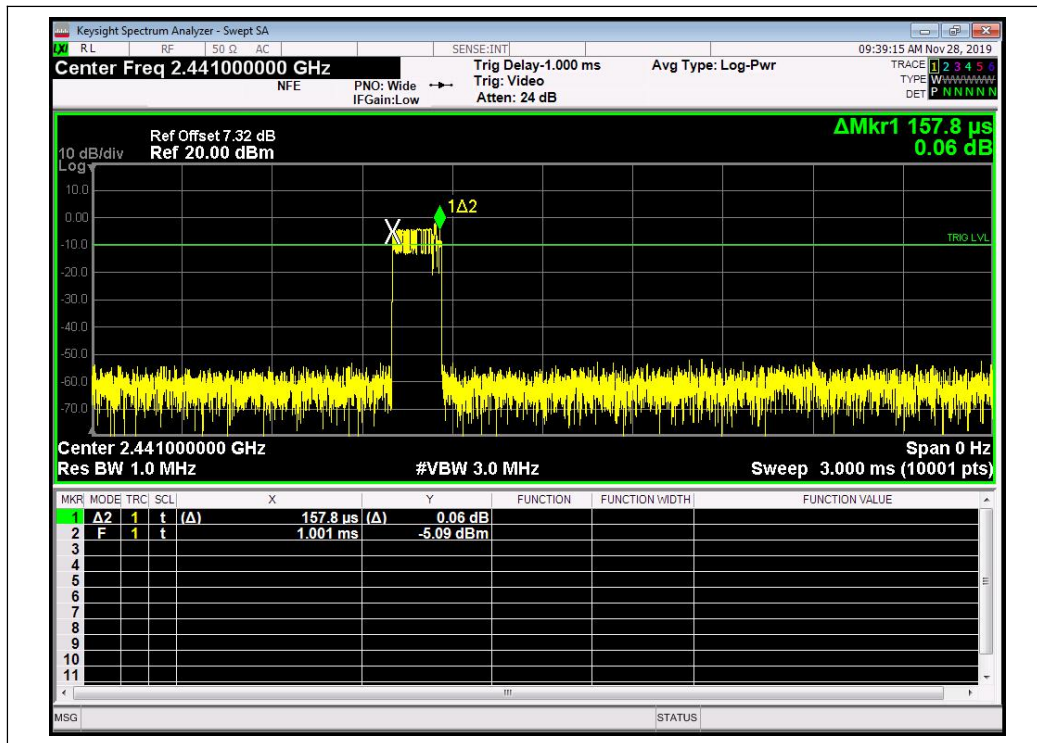 Keysight Spectrum Analyzer - Swept SA
LXI RL RF 50 Ω AC SENSE:INT 09:39:15 AM Nov 28, 2019
Center Freq 2.441000000 GHz Trig Delay-1.000 ms Avg Type: Log-Pwr TRACE 1 2 3 4 5 6
NFE PNO: Wide Trig: Video TYPE WWWWWWW
IFGain:Low Atten: 24 dB DET P N N N N N
ΔMkr1 157.8 µs
0.06 dB
Ref Offset 7.32 dB
10 dB/div Ref 20.00 dBm
Log
10.0
0.00
-10.0
-20.0
-30.0
-40.0
-50.0
-60.0
-70.0
1Δ2
X
TRIG LVL
Center 2.441000000 GHz Span 0 Hz
Res BW 1.0 MHz #VBW 3.0 MHz Sweep 3.000 ms (10001 pts)
MKR MODE TRC SCL X Y FUNCTION FUNCTION WIDTH FUNCTION VALUE
1 Δ2 1 t (Δ) 157.8 µs (Δ) 0.06 dB
2 F 1 t 1.001 ms -5.09 dBm
3
4
5
6
7
8
9
10
11
MSG STATUS